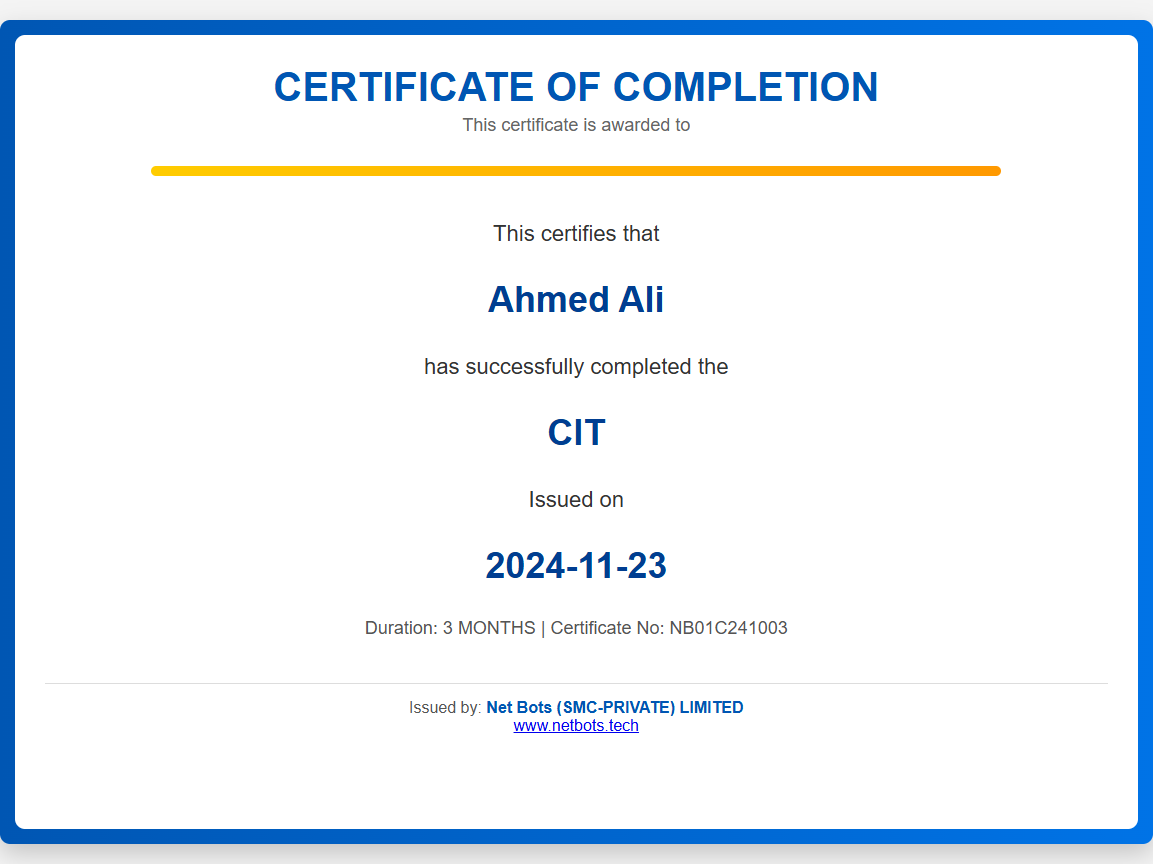 CERTIFICATE OF COMPLETION
This certificate is awarded to
This certifies that
Ahmed Ali
has successfully completed the
CIT
Issued on
2024-11-23
Duration: 3 MONTHS | Certificate No: NB01C241003
Issued by: Net Bots (SMC-PRIVATE) LIMITED
www.netbots.tech